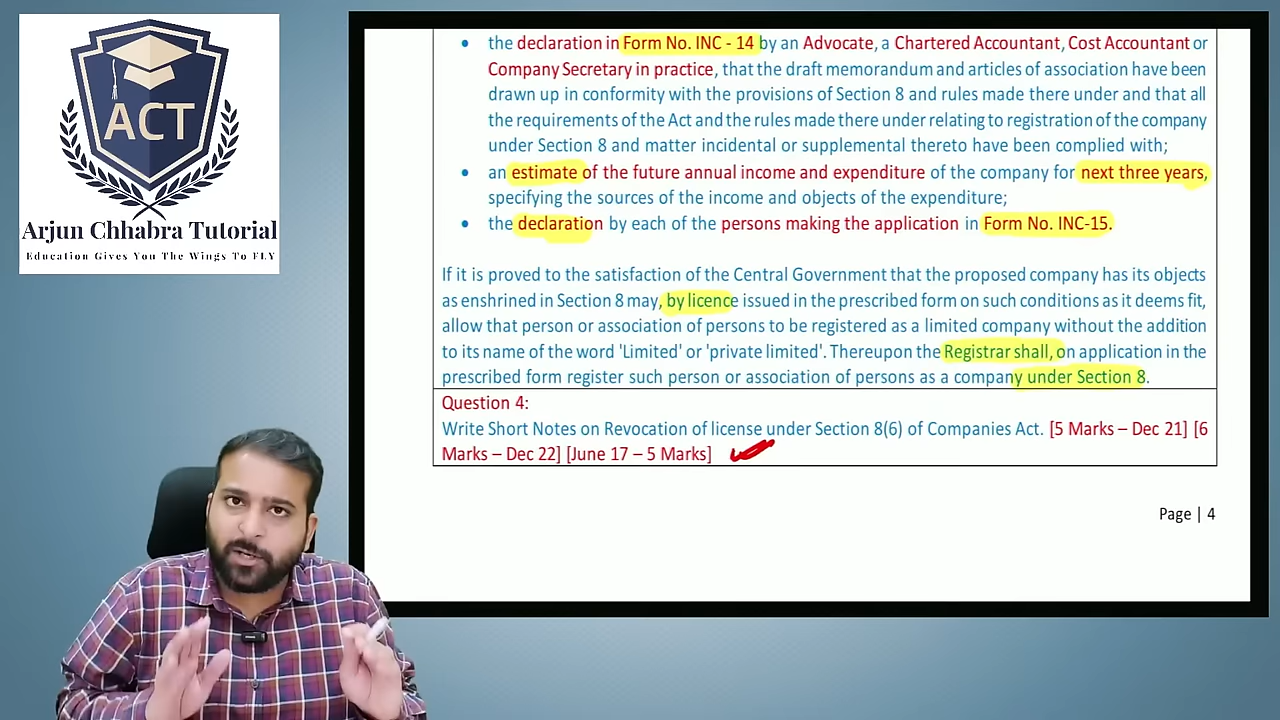 ACT
Arjun Chhabra Tutorial
Education Gives You The Wings To FLY
• the declaration in Form No. INC - 14 by an Advocate, a Chartered Accountant, Cost Accountant or
Company Secretary in practice, that the draft memorandum and articles of association have been
drawn up in conformity with the provisions of Section 8 and rules made there under and that all
the requirements of the Act and the rules made there under relating to registration of the company
under Section 8 and matter incidental or supplemental thereto have been complied with;
• an estimate of the future annual income and expenditure of the company for next three years,
specifying the sources of the income and objects of the expenditure;
• the declaration by each of the persons making the application in Form No. INC-15.
If it is proved to the satisfaction of the Central Government that the proposed company has its objects
as enshrined in Section 8 may, by licence issued in the prescribed form on such conditions as it deems fit,
allow that person or association of persons to be registered as a limited company without the addition
to its name of the word 'Limited' or 'private limited'. Thereupon the Registrar shall, on application in the
prescribed form register such person or association of persons as a company under Section 8.
Question 4:
Write Short Notes on Revocation of license under Section 8(6) of Companies Act. [5 Marks – Dec 21] [6
Marks – Dec 22] [June 17 – 5 Marks]
Page | 4